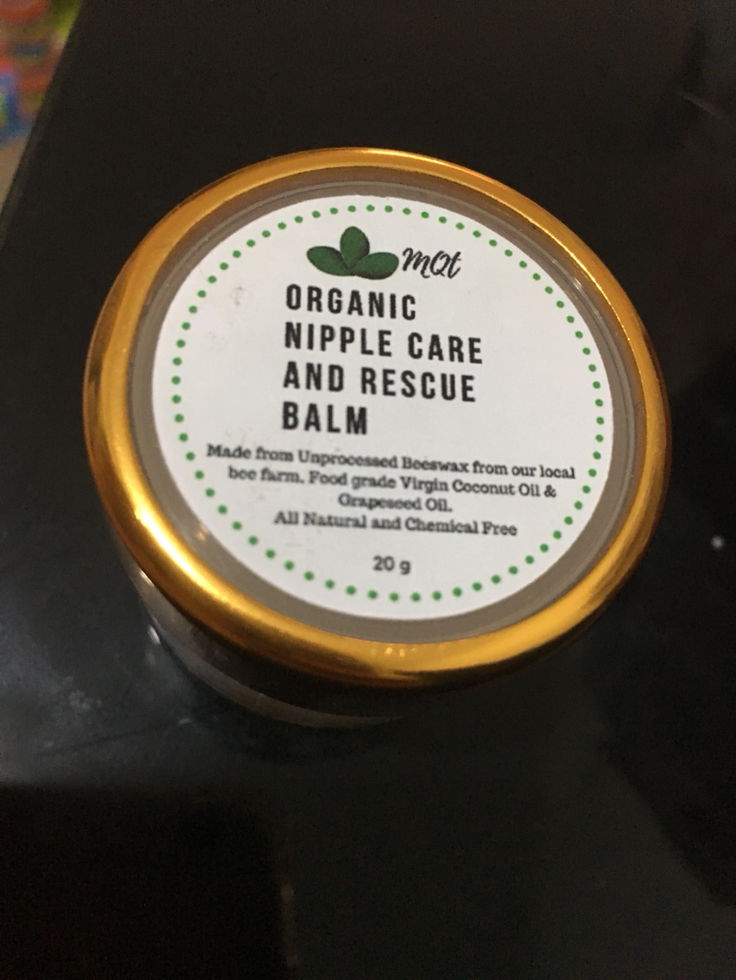 MQt
ORGANIC
NIPPLE CARE
AND RESCUE
BALM
Made from Unprocessed Beeswax from our local
bee farm. Food grade Virgin Coconut Oil &
Grapeseed Oil.
All Natural and Chemical Free
20 g